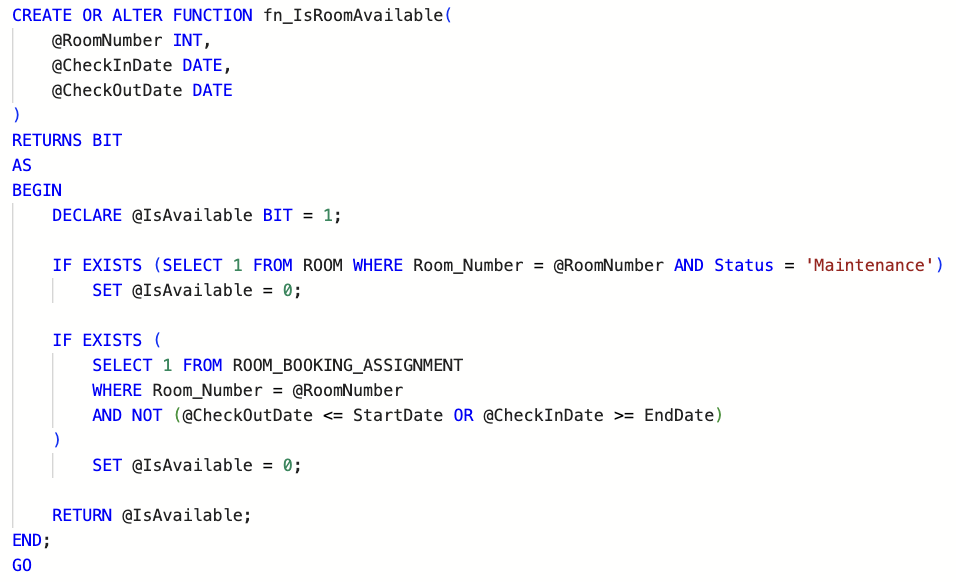 CREATE OR ALTER FUNCTION fn_IsRoomAvailable(
    @RoomNumber INT,
    @CheckInDate DATE,
    @CheckOutDate DATE
)
RETURNS BIT
AS
BEGIN
    DECLARE @IsAvailable BIT = 1;

    IF EXISTS (SELECT 1 FROM ROOM WHERE Room_Number = @RoomNumber AND Status = 'Maintenance')
        SET @IsAvailable = 0;

    IF EXISTS (
        SELECT 1 FROM ROOM_BOOKING_ASSIGNMENT
        WHERE Room_Number = @RoomNumber
        AND NOT (@CheckOutDate <= StartDate OR @CheckInDate >= EndDate)
    )
        SET @IsAvailable = 0;

    RETURN @IsAvailable;
END;
GO